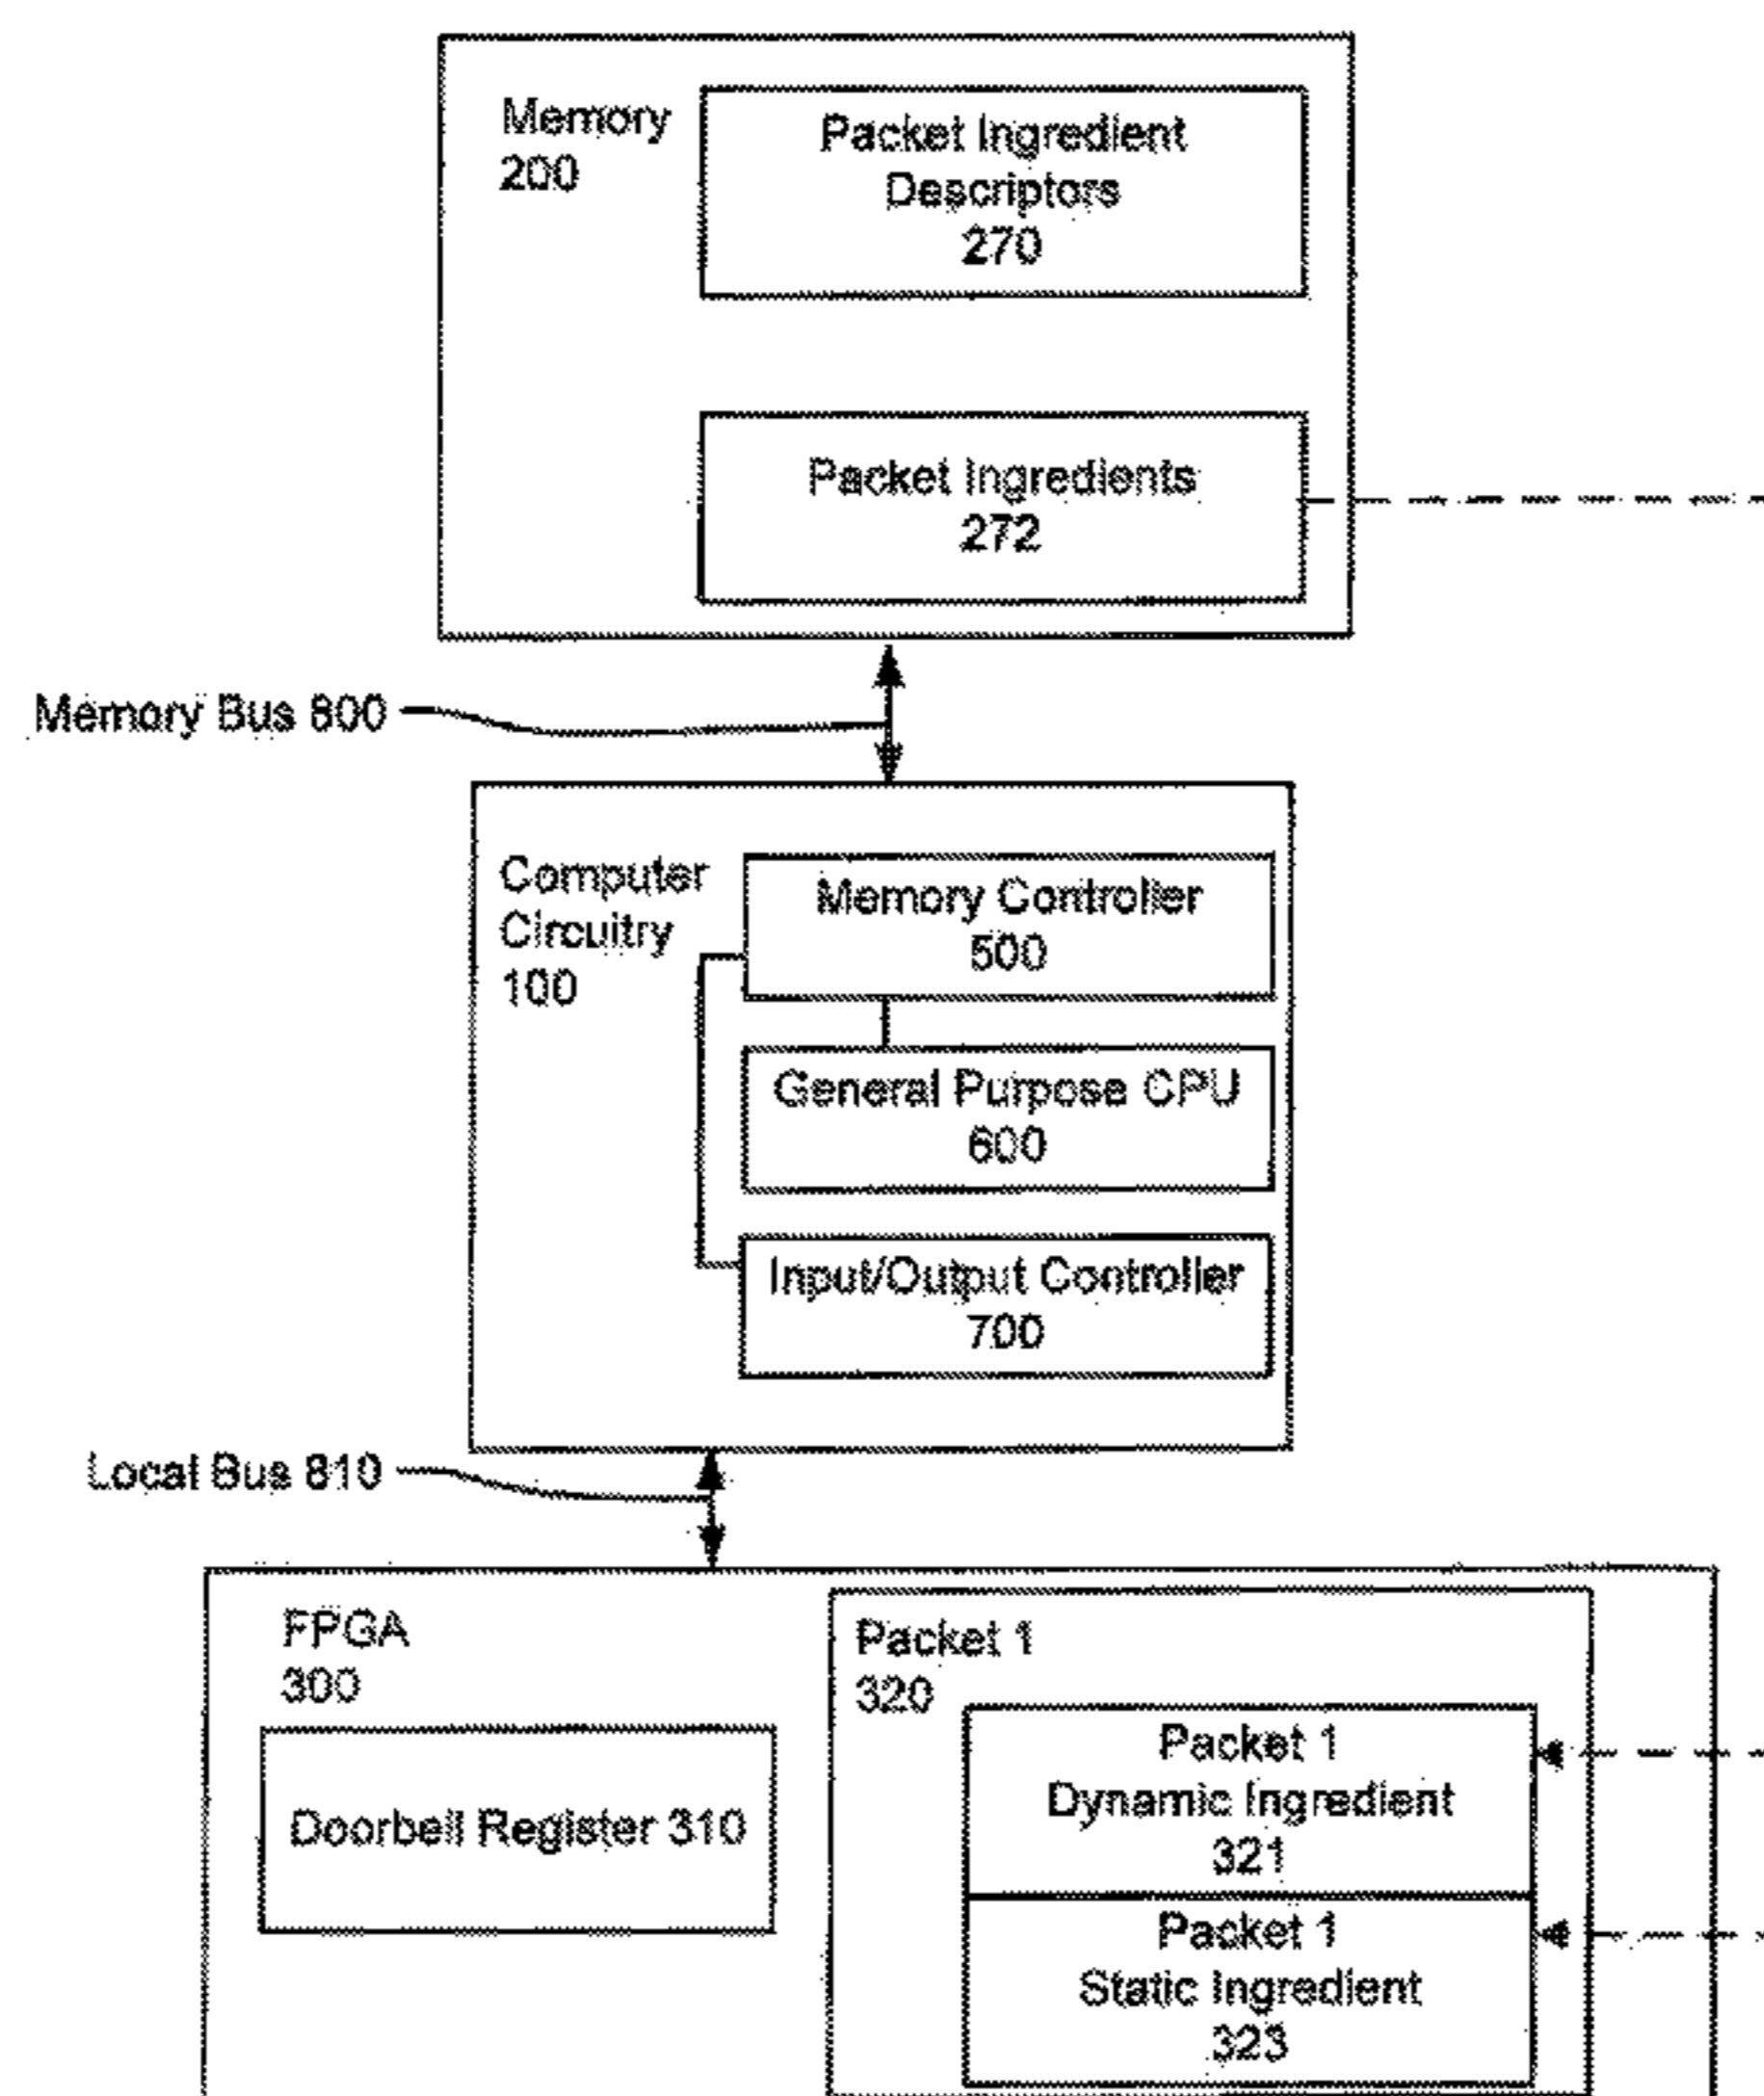 Memory
200
Packet Ingredient
Descriptors
270
Packet Ingredients
272
Memory Bus 800
Computer
Circuitry
100
Memory Controller
500
General Purpose CPU
600
Input/Output Controller
700
Local Bus 810
FPGA
300
Doorbell Register 310
Packet 1
320
Packet 1
Dynamic Ingredient
321
Packet 1
Static Ingredient
323